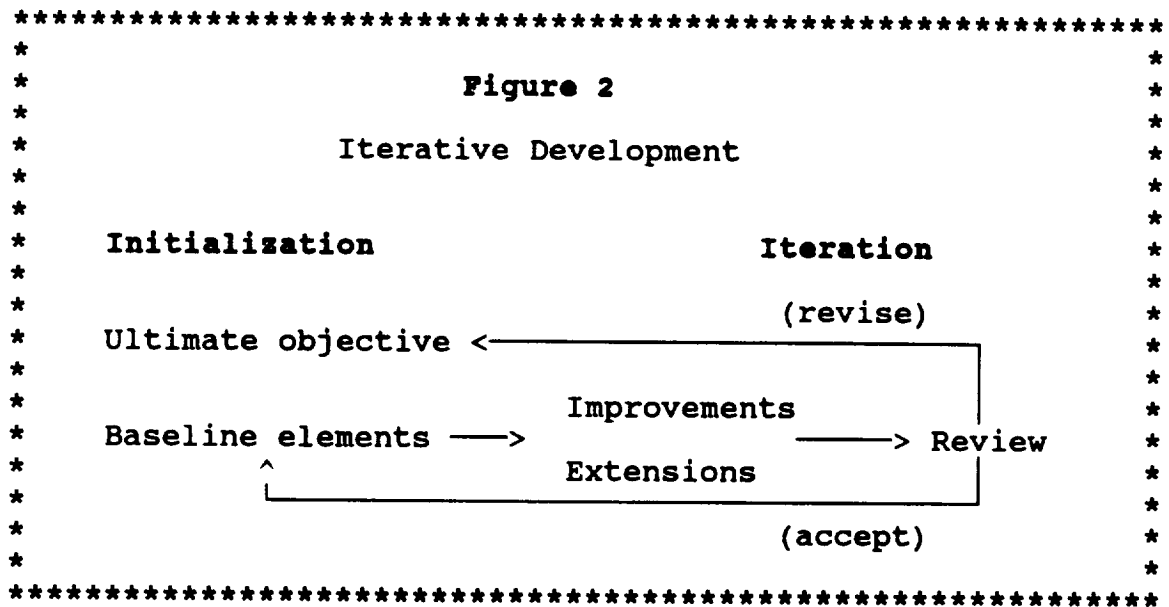 Figure 2
Iterative Development
Initialization Iteration
(revise)
Ultimate objective <
Improvements
Baseline elements ——> ——> Review
Extensions
(accept)